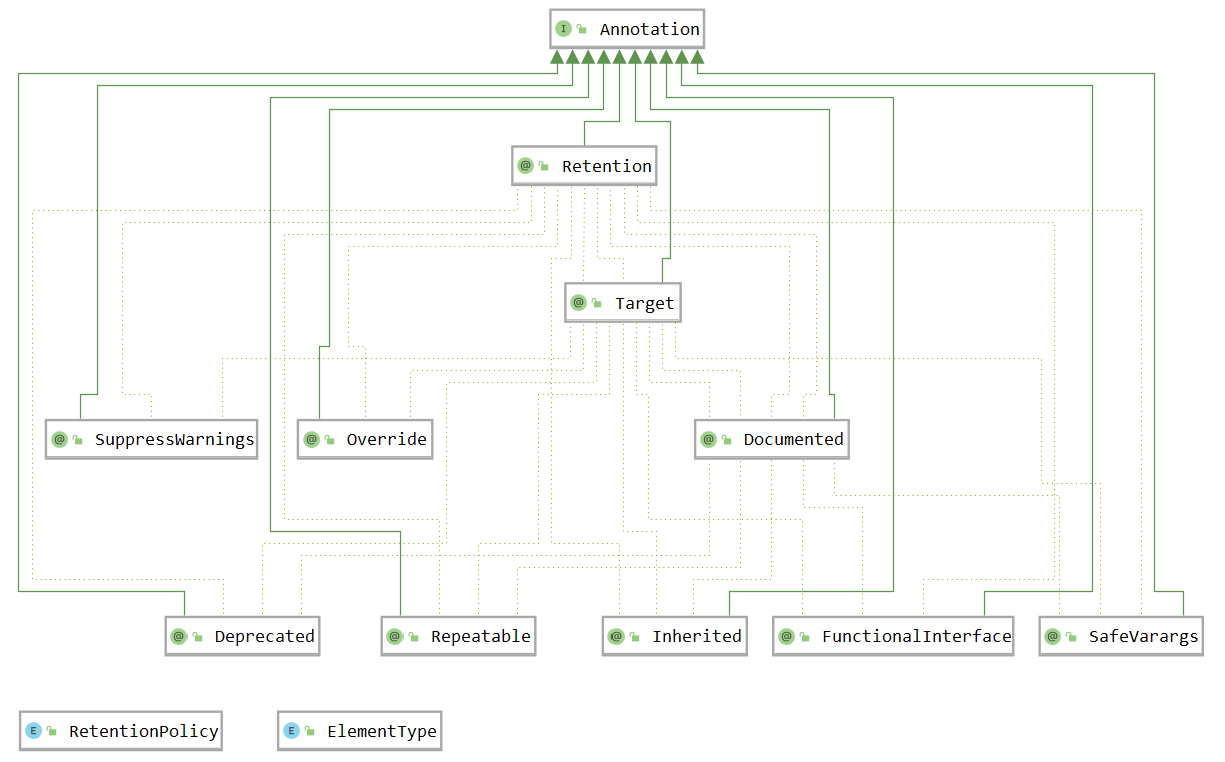 I Annotation
@ Retention
@ Target
@ SuppressWarnings
@ Override
@ Documented
@ Deprecated
@ Repeatable
@ Inherited
@ FunctionalInterface
@ SafeVarargs
E RetentionPolicy
E ElementType